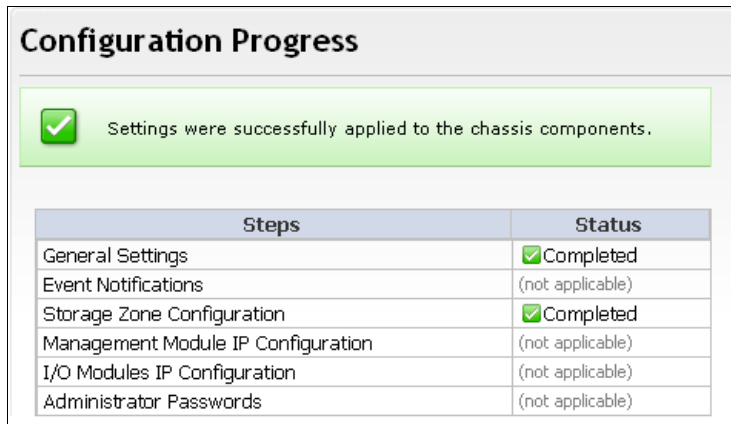 Configuration Progress
Settings were successfully applied to the chassis components.
Steps Status
General Settings Completed
Event Notifications (not applicable)
Storage Zone Configuration Completed
Management Module IP Configuration (not applicable)
I/O Modules IP Configuration (not applicable)
Administrator Passwords (not applicable)